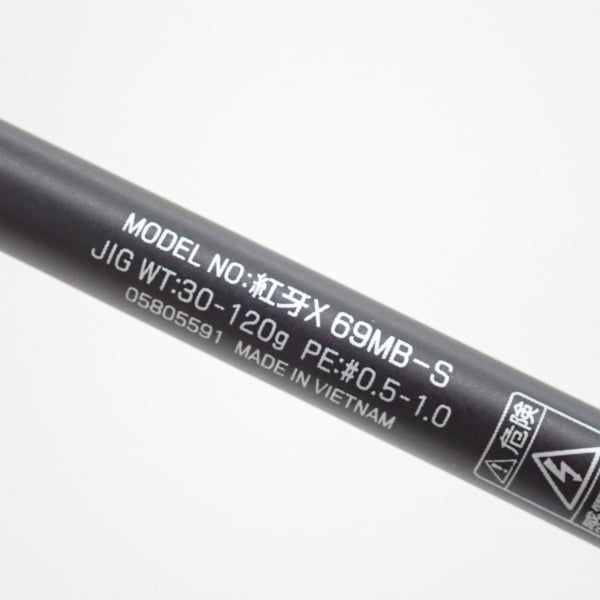 MODEL NO:紅牙X 69MB-S
JIG WT:30-120g PE:#0.5-1.0
05805591 MADE IN VIETNAM
危険